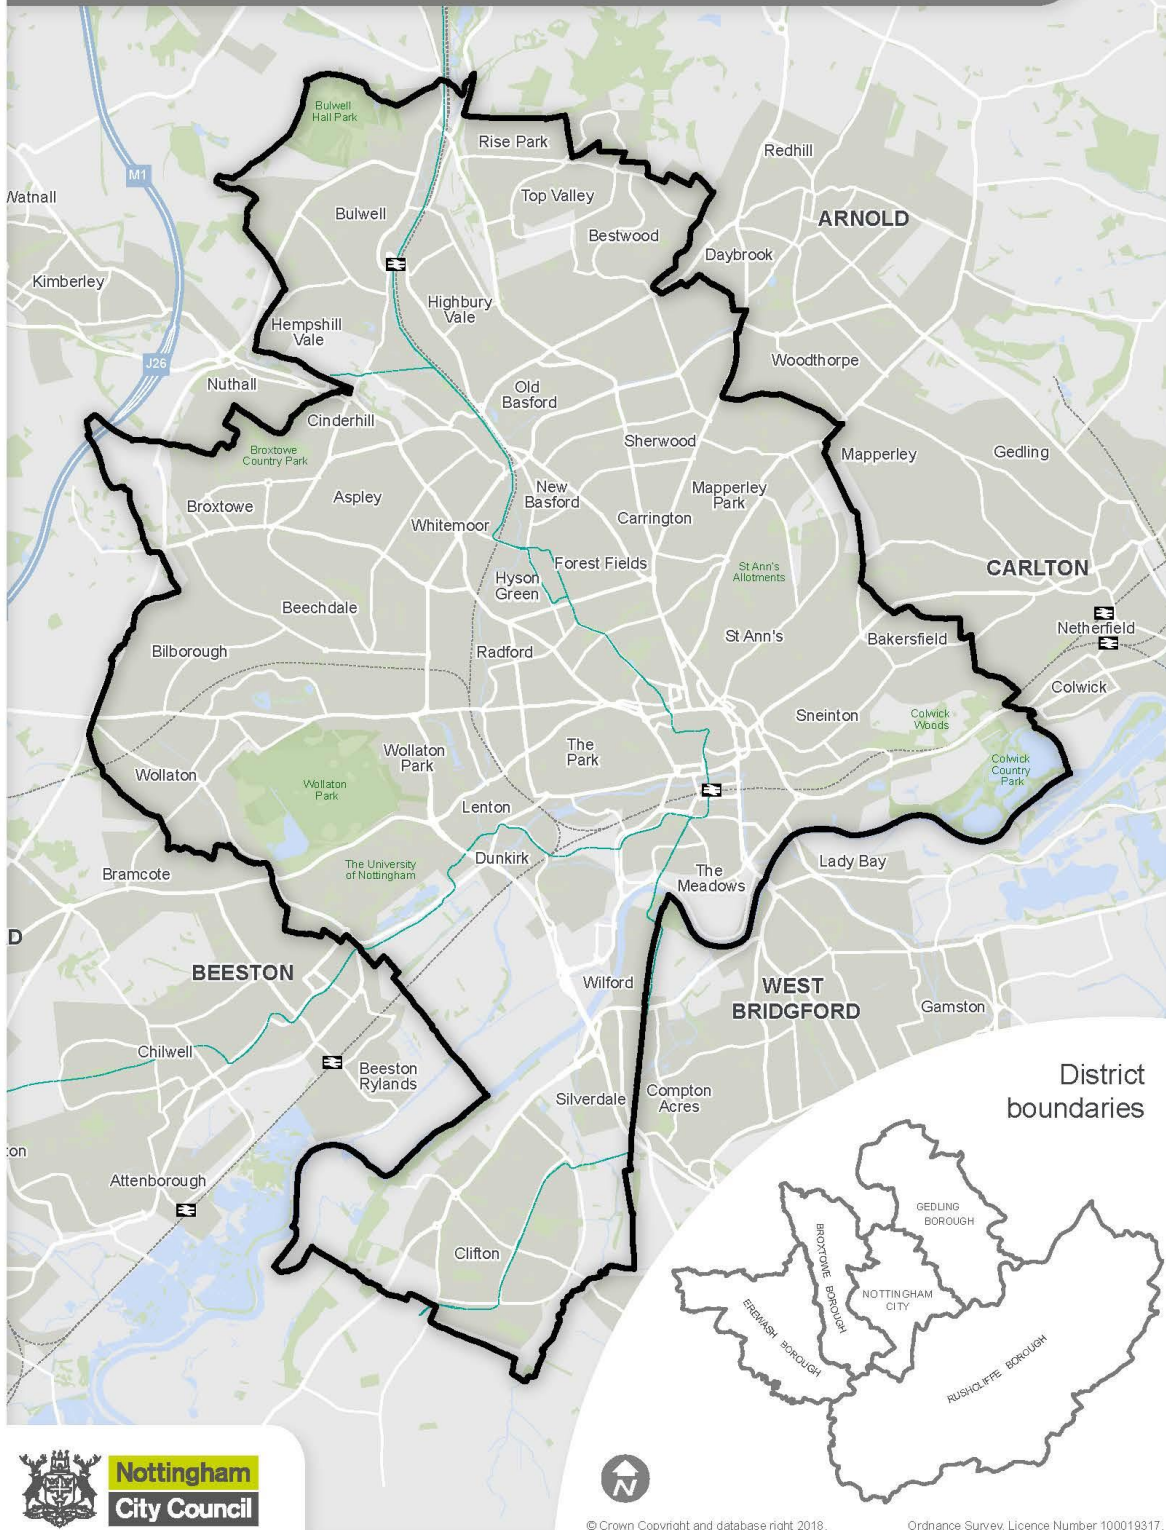 Bulwell
Hall Park
Rise Park
Redhill
M1
Watnall
Top Valley
ARNOLD
Bulwell
Bestwood
Daybrook
Kimberley
Highbury
Vale
Hempshill
Vale
J26
Woodthorpe
Nuthall
Old
Basford
Cinderhill
Sherwood
Broxtowe
Country Park
Mapperley
Gedling
Aspley
New
Basford
Mapperley
Park
Broxtowe
Whitemoor
Carrington
Forest Fields
St Ann's
Allotments
CARLTON
Hyson
Green
Beechdale
Netherfield
St Ann's
Bakersfield
Bilborough
Radford
Colwick
Sneinton
Colwick
Woods
Wollaton
Park
The
Park
Wollaton
Wollaton
Park
Colwick
Country
Park
Lenton
Dunkirk
Lady Bay
Bramcote
The University
of Nottingham
The
Meadows
D
BEESTON
Wilford
WEST
BRIDGFORD
Gamston
Chilwell
Beeston
Rylands
Silverdale
Compton
Acres
District
boundaries
ton
Attenborough
Clifton
GEDLING
BOROUGH
BROXTOWE BOROUGH
NOTTINGHAM
CITY
EREWASH BOROUGH
RUSHCLIFFE BOROUGH
Nottingham
City Council
N
© Crown Copyright and database right 2018. Ordnance Survey. Licence Number 100019317.